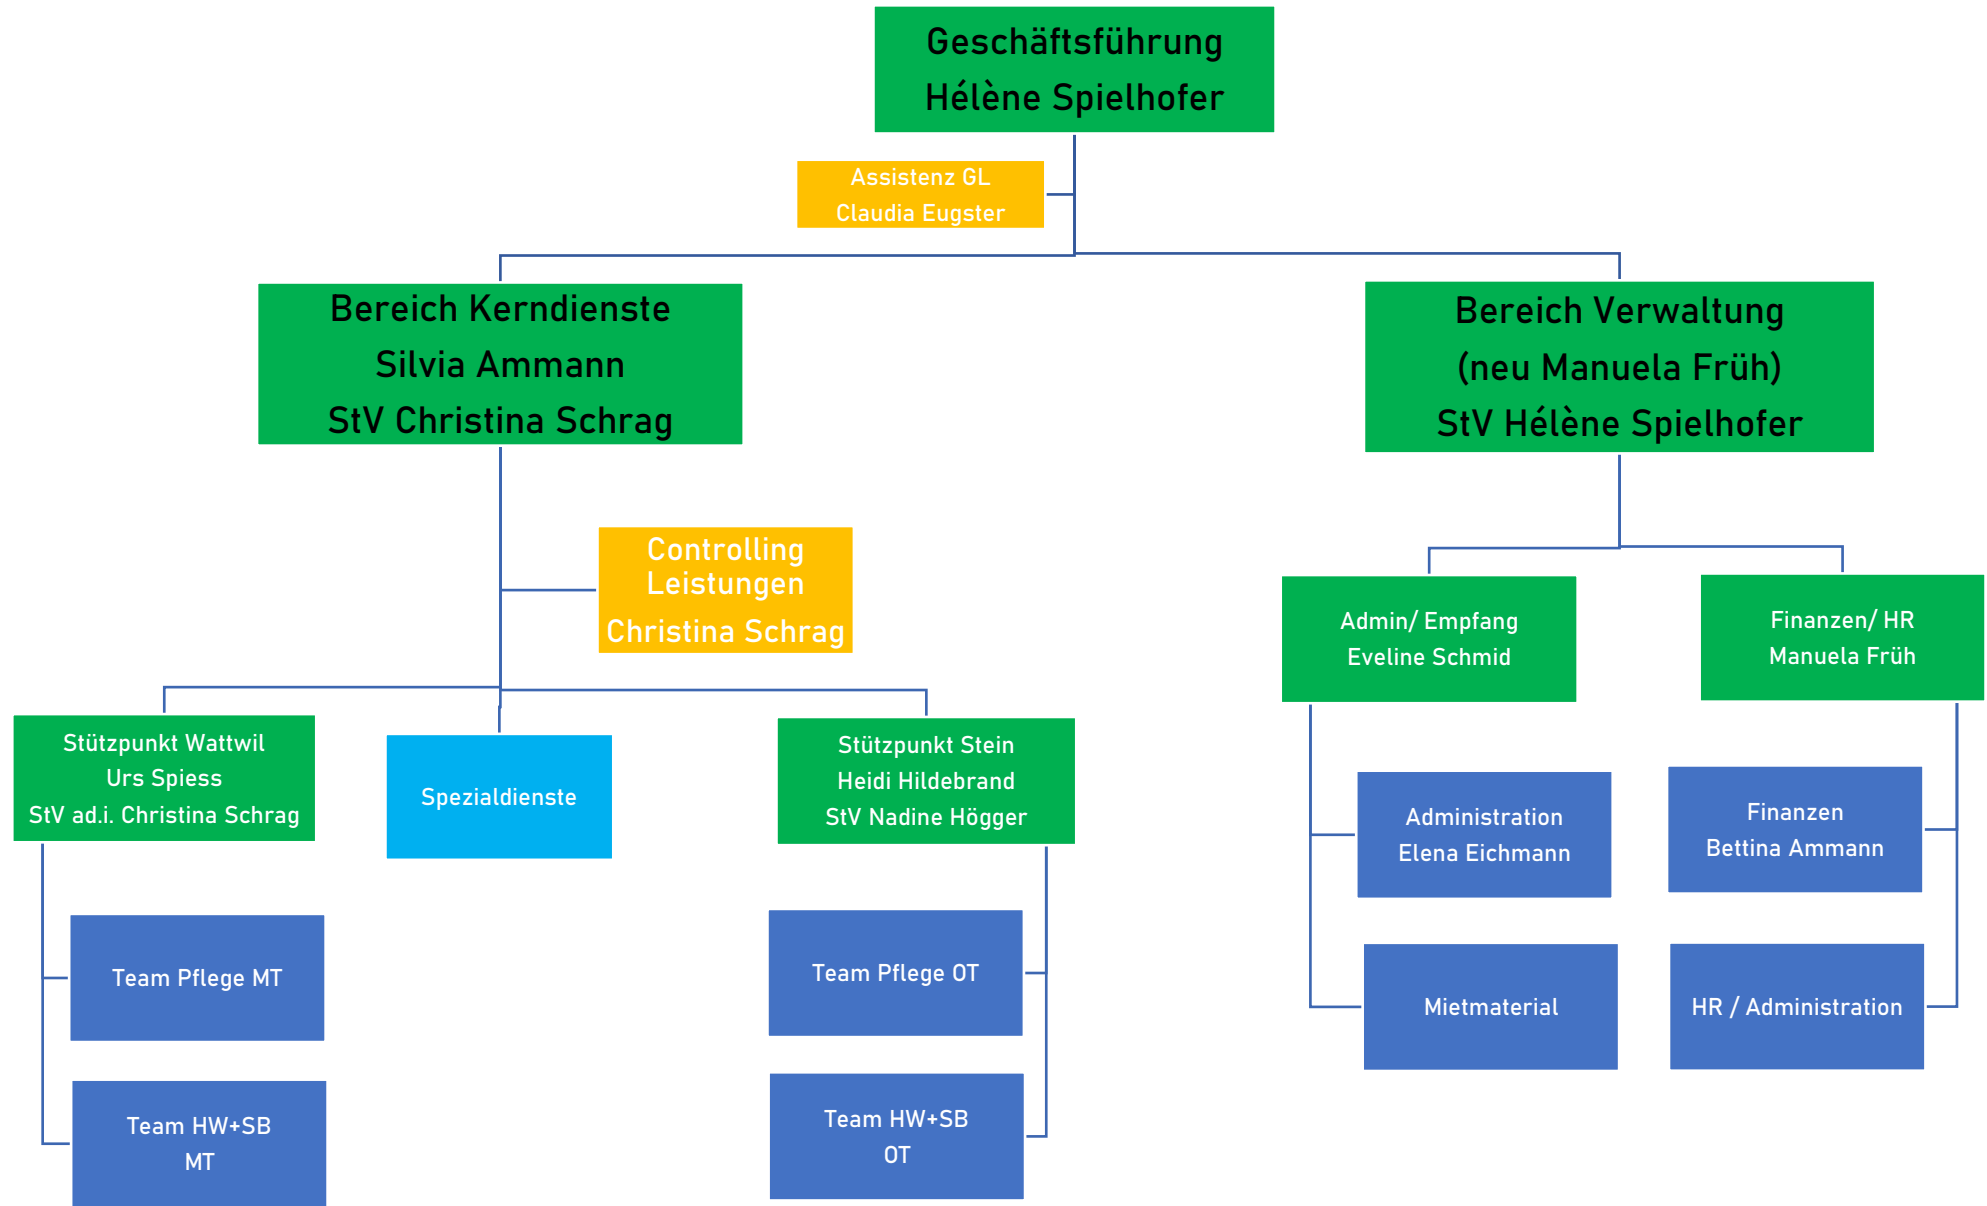 Geschäftsführung
Hélène Spielhofer
Assistenz GL
Claudia Eugster
Bereich Kerndienste
Silvia Ammann
StV Christina Schrag
Bereich Verwaltung
(neu Manuela Früh)
StV Hélène Spielhofer
Controlling
Leistungen
Christina Schrag
Admin/ Empfang
Eveline Schmid
Finanzen/ HR
Manuela Früh
Stützpunkt Wattwil
Urs Spiess
StV ad.i. Christina Schrag
Spezialdienste
Stützpunkt Stein
Heidi Hildebrand
StV Nadine Högger
Administration
Elena Eichmann
Finanzen
Bettina Ammann
Team Pflege MT
Team Pflege OT
Mietmaterial
HR / Administration
Team HW+SB
MT
Team HW+SB
OT